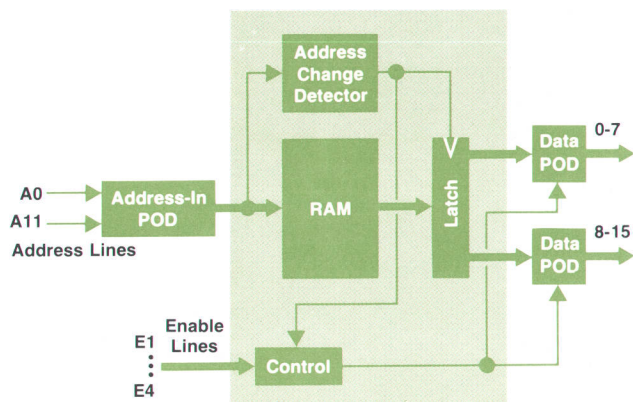 Address
Change
Detector
0-7
Data
POD
A0
A11
Address-In
POD
RAM
Latch
Address Lines
8-15
Data
POD
Enable
Lines
E1
E4
Control